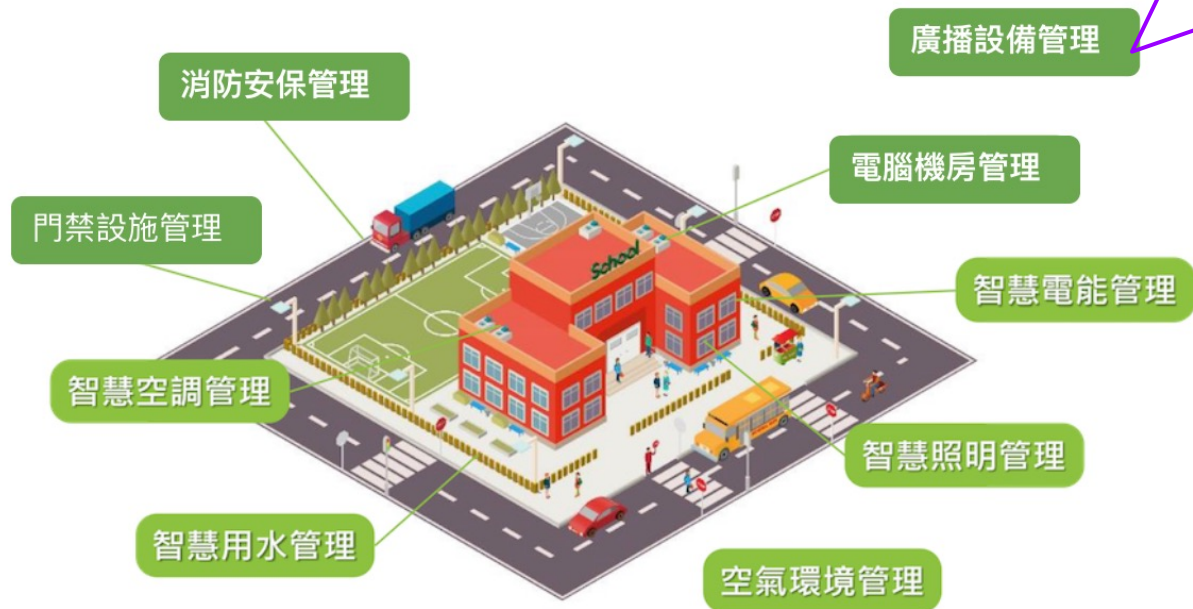 廣播設備管理
消防安保管理
電腦機房管理
門禁設施管理
School
智慧電能管理
智慧空調管理
智慧照明管理
智慧用水管理
空氣環境管理